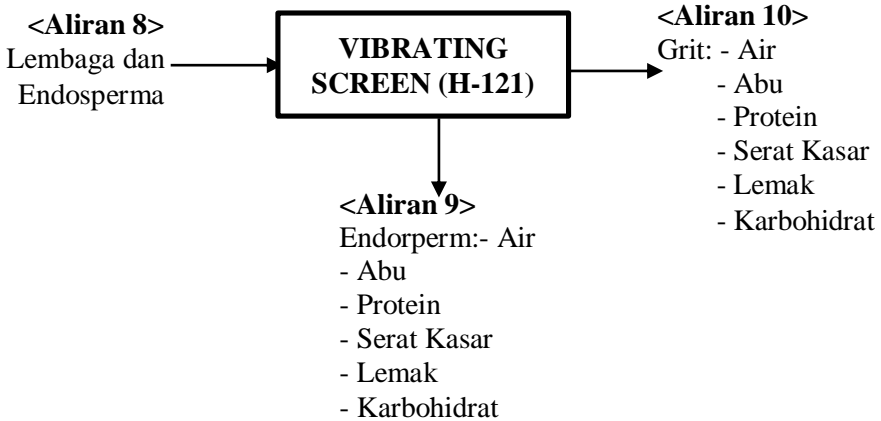 <Aliran 8>
Lembaga dan
Endosperma
VIBRATING
SCREEN (H-121)
<Aliran 10>
Grit: - Air
- Abu
- Protein
- Serat Kasar
- Lemak
- Karbohidrat
<Aliran 9>
Endorperm:- Air
- Abu
- Protein
- Serat Kasar
- Lemak
- Karbohidrat